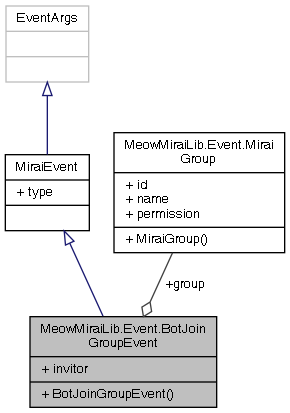 EventArgs
MiraiEvent
+ type
MeowMiraiLib.Event.Mirai
Group
+ id
+ name
+ permission
+ MiraiGroup()
+group
MeowMiraiLib.Event.BotJoin
GroupEvent
+ invitor
+ BotJoinGroupEvent()